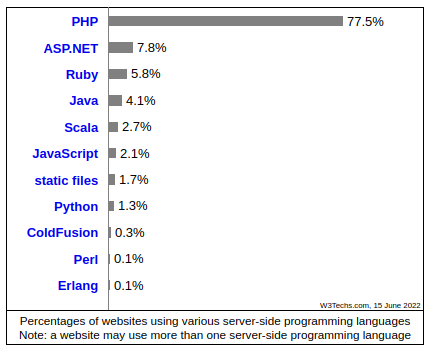 PHP 77.5%
ASP.NET 7.8%
Ruby 5.8%
Java 4.1%
Scala 2.7%
JavaScript 2.1%
static files 1.7%
Python 1.3%
ColdFusion 0.3%
Perl 0.1%
Erlang 0.1%
W3Techs.com, 15 June 2022
Percentages of websites using various server-side programming languages
Note: a website may use more than one server-side programming language